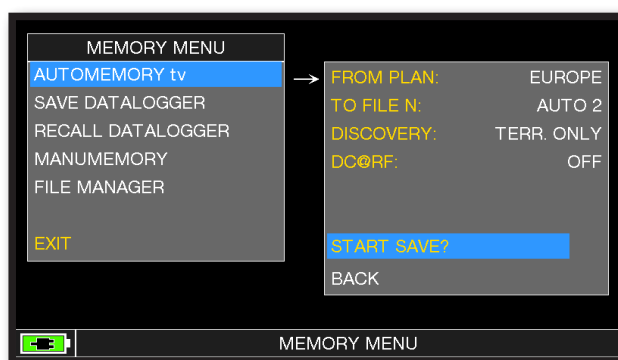 MEMORY MENU
AUTOMEMORY tv
SAVE DATALOGGER
RECALL DATALOGGER
MANUMEMORY
FILE MANAGER
EXIT
→ FROM PLAN: EUROPE
TO FILE N: AUTO 2
DISCOVERY: TERR. ONLY
DC@RF: OFF
START SAVE?
BACK
MEMORY MENU